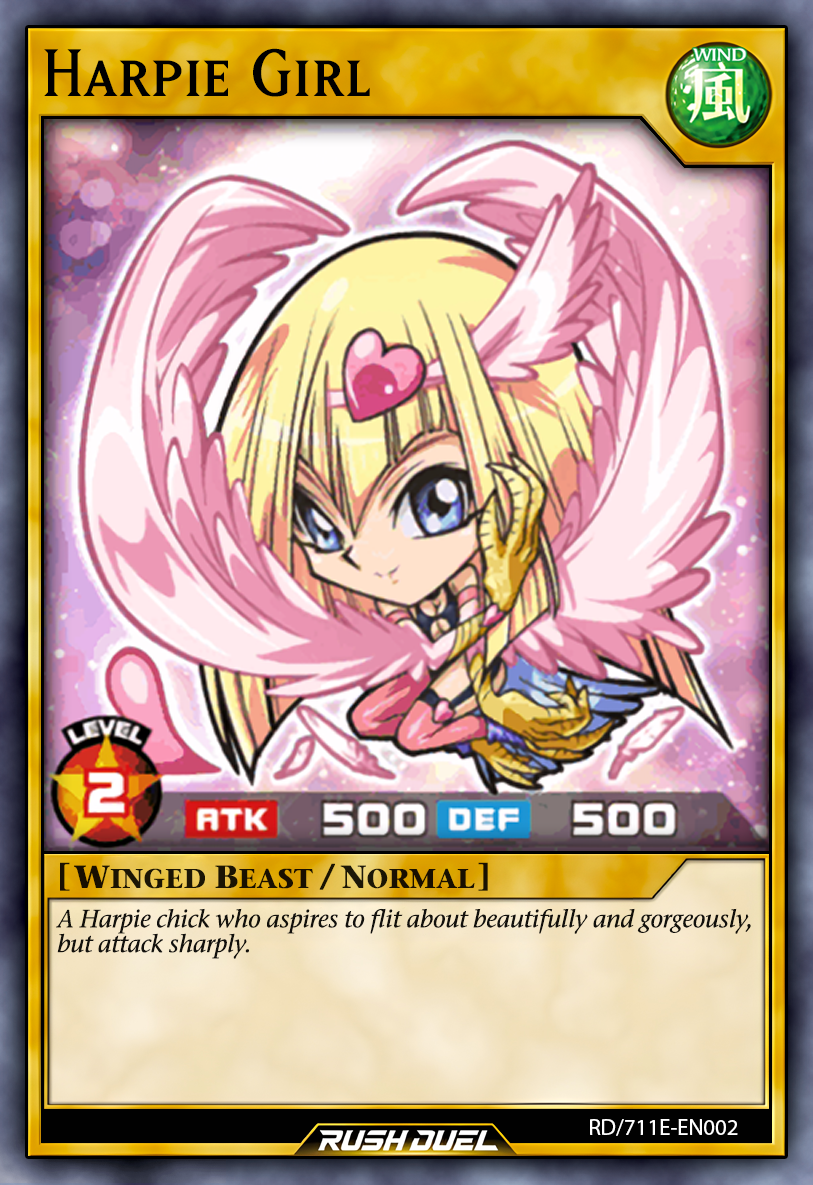 HARPIE GIRL
WIND
風
LEVEL
2
ATK 500 DEF 500
[WINGED BEAST / NORMAL]
A Harpie chick who aspires to flit about beautifully and gorgeously,
but attack sharply.
RD/711E-EN002
RUSH DUEL